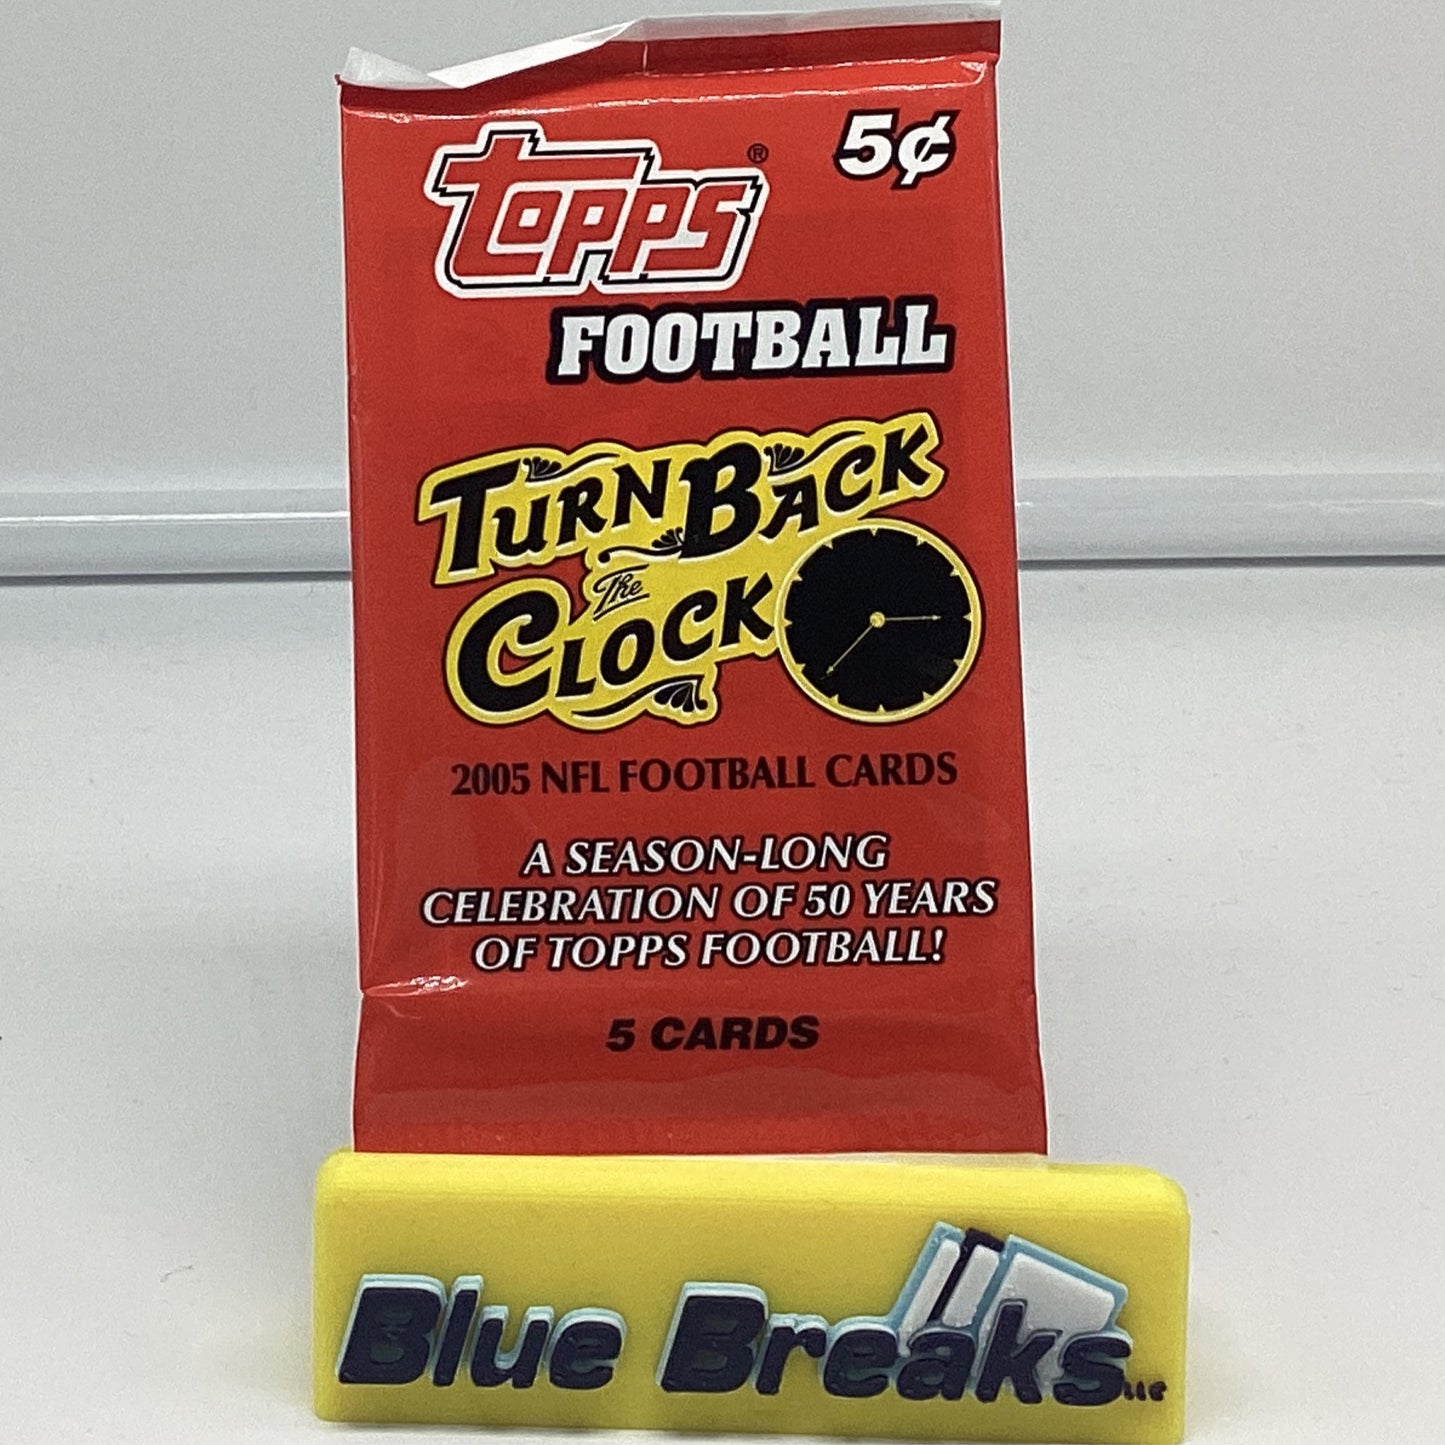 Topps® 5¢
FOOTBALL
TURN BACK
The
CLOCK
2005 NFL FOOTBALL CARDS
A SEASON-LONG
CELEBRATION OF 50 YEARS
OF TOPPS FOOTBALL!
5 CARDS
Blue Breaks LLC